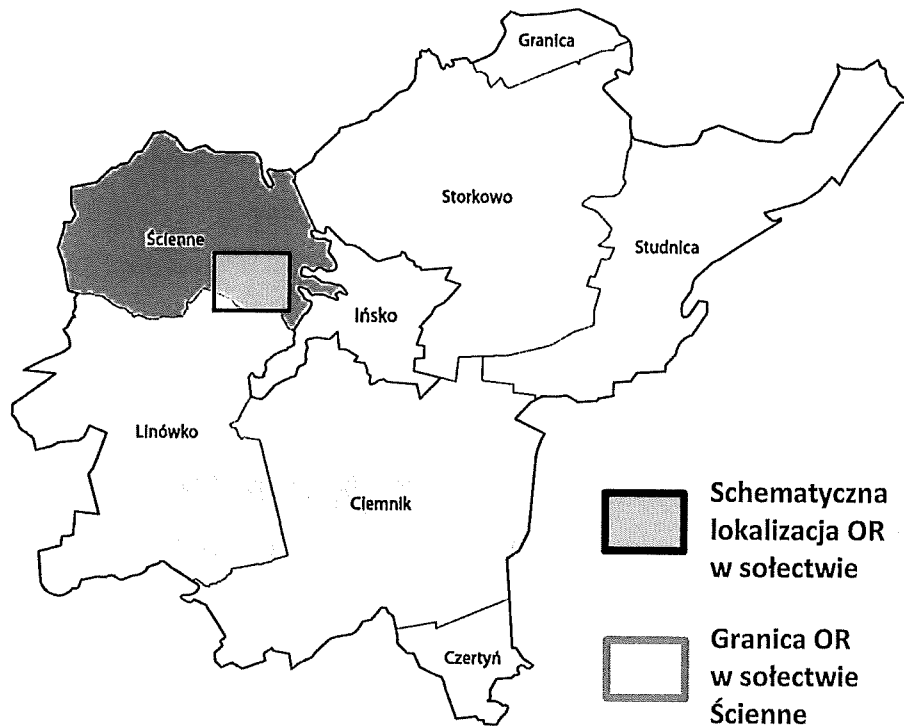 Granica
Storkowo
Ścienne
Studnica
Ińsko
Linówko
Ciemnik
Czertyń
Schematyczna
lokalizacja OR
w sołectwie
Granica OR
w sołectwie
Ścienne